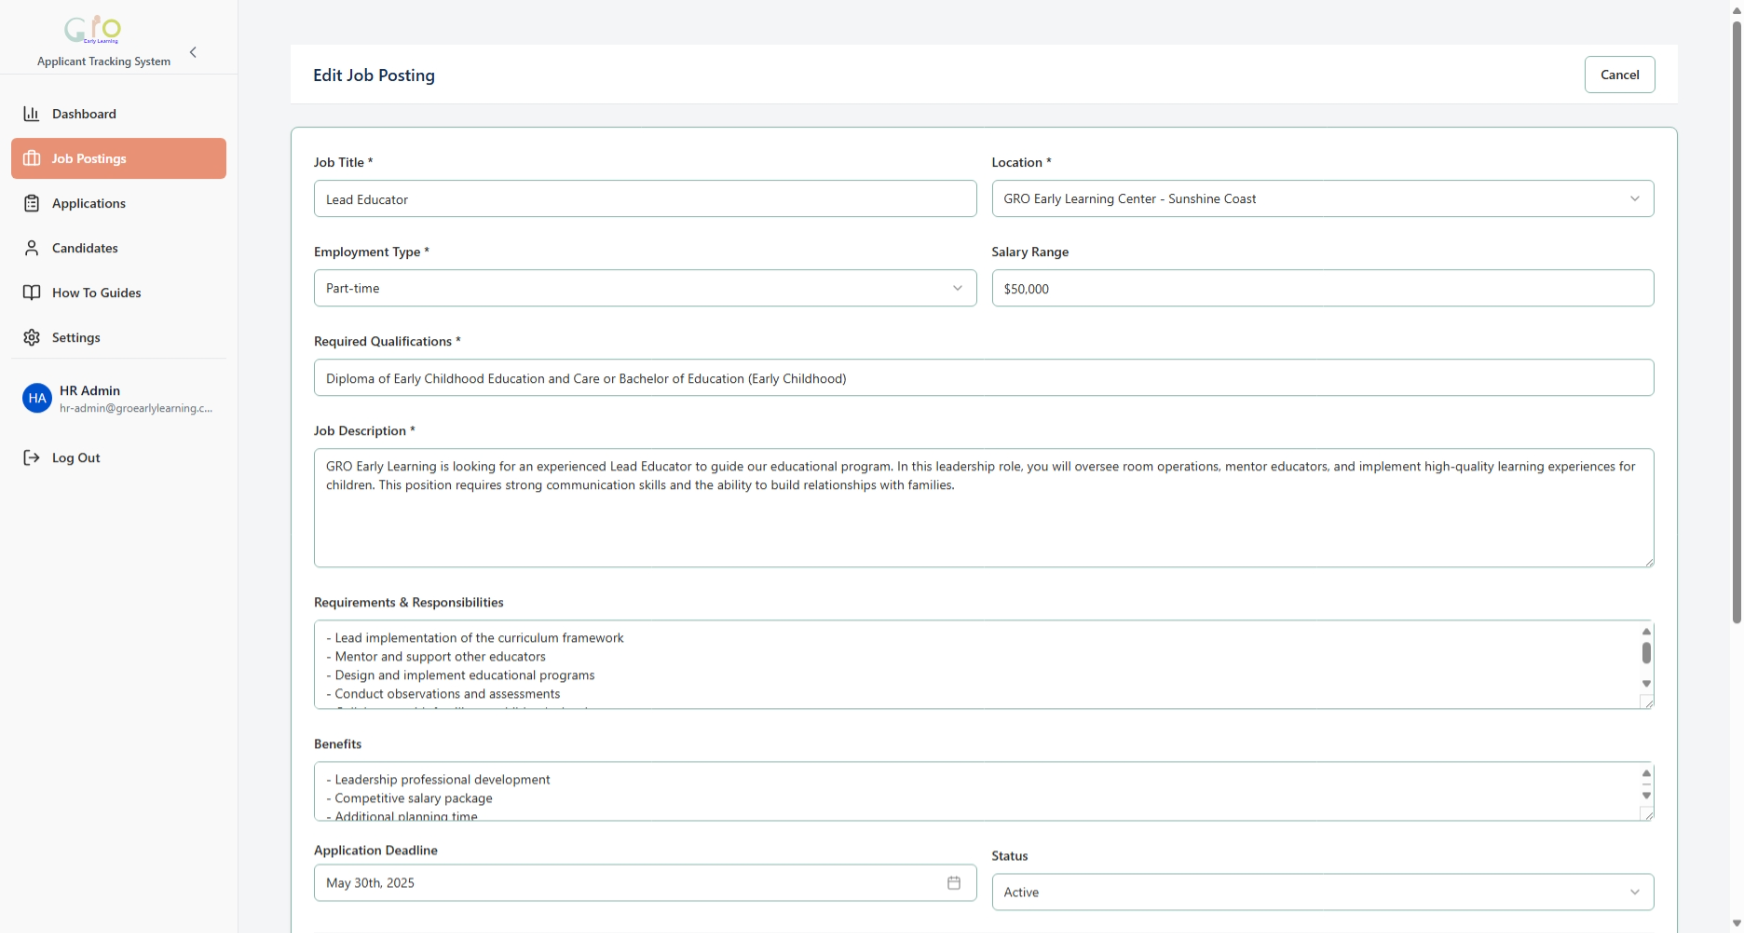 Gro
Early Learning
Applicant Tracking System
Dashboard
Job Postings
Applications
Candidates
How To Guides
Settings
HA
HR Admin
hr-admin@groearlylearning.c...
Log Out
Edit Job Posting
Cancel
Job Title *
Lead Educator
Location *
GRO Early Learning Center - Sunshine Coast
Employment Type *
Part-time
Salary Range
$50,000
Required Qualifications *
Diploma of Early Childhood Education and Care or Bachelor of Education (Early Childhood)
Job Description *
GRO Early Learning is looking for an experienced Lead Educator to guide our educational program. In this leadership role, you will oversee room operations, mentor educators, and implement high-quality learning experiences for
children. This position requires strong communication skills and the ability to build relationships with families.
Requirements & Responsibilities
- Lead implementation of the curriculum framework
- Mentor and support other educators
- Design and implement educational programs
- Conduct observations and assessments
Benefits
- Leadership professional development
- Competitive salary package
- Additional planning time
Application Deadline
May 30th, 2025
Status
Active